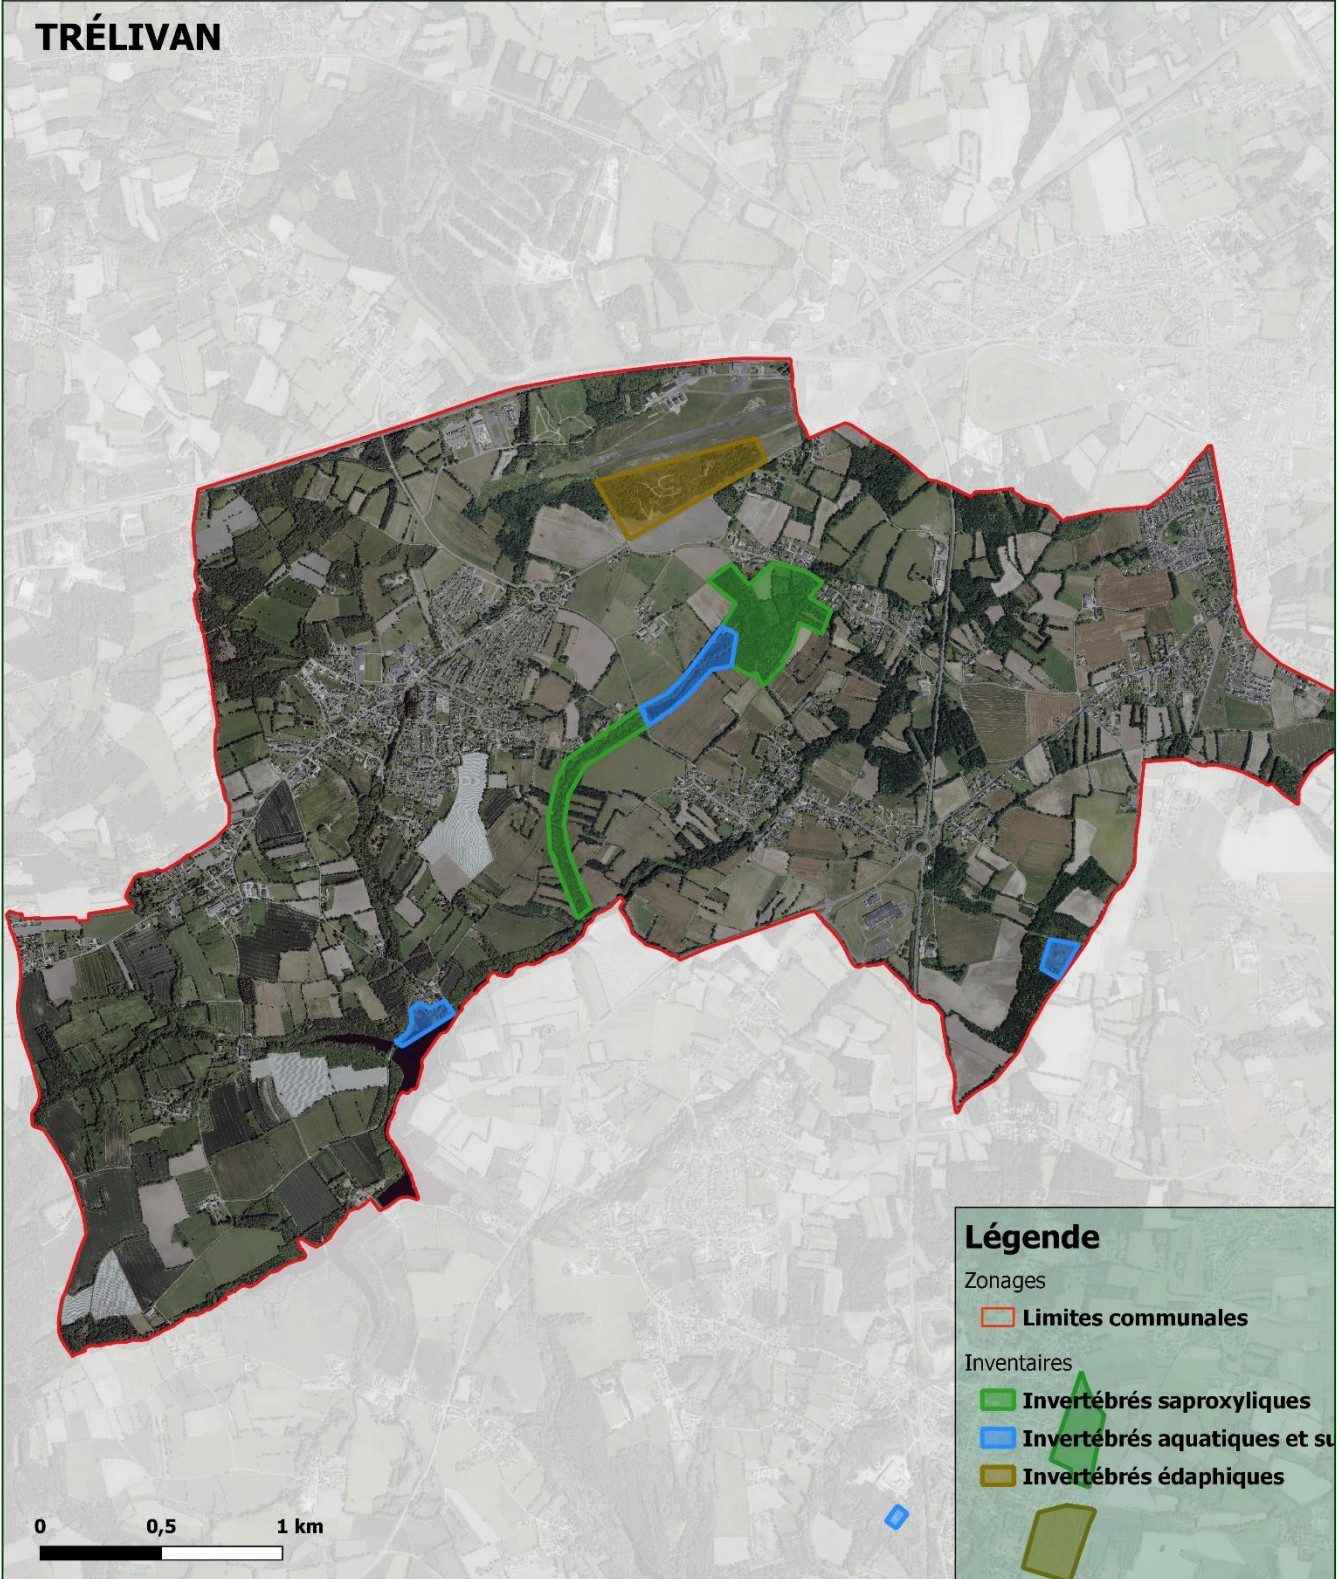 TRÉLIVAN
Légende
Zonages
Limites communales
Inventaires
Invertébrés saproxyliques
Invertébrés aquatiques et su
Invertébrés édaphiques
0 0,5 1 km